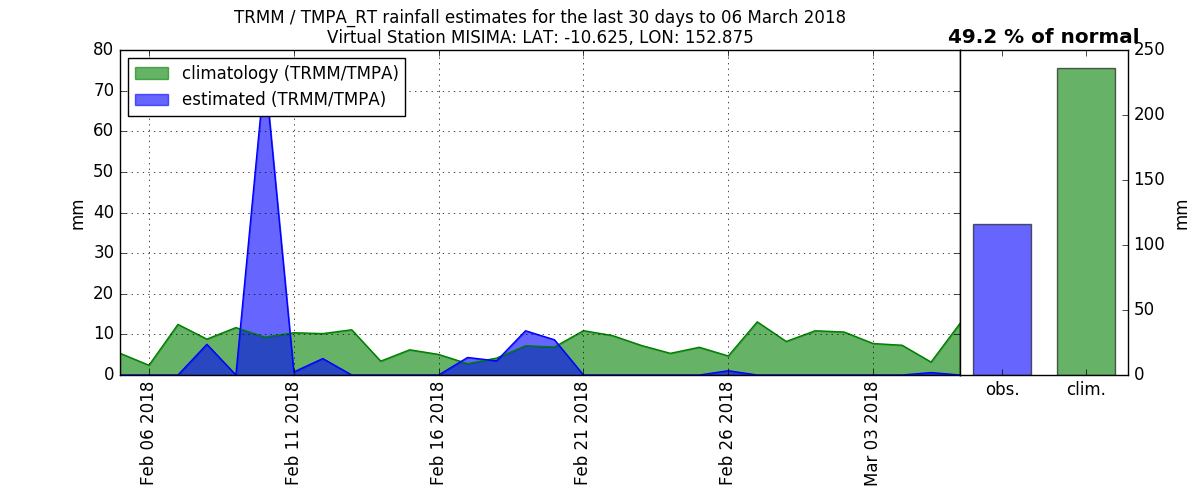 TRMM / TMPA_RT rainfall estimates for the last 30 days to 06 March 2018
Virtual Station MISIMA: LAT: -10.625, LON: 152.875
49.2 % of normal
climatology (TRMM/TMPA)
estimated (TRMM/TMPA)
mm
80
70
60
50
40
30
20
10
0
Feb 06 2018
Feb 11 2018
Feb 16 2018
Feb 21 2018
Feb 26 2018
Mar 03 2018
obs.
clim.
250
200
150
100
50
0
mm